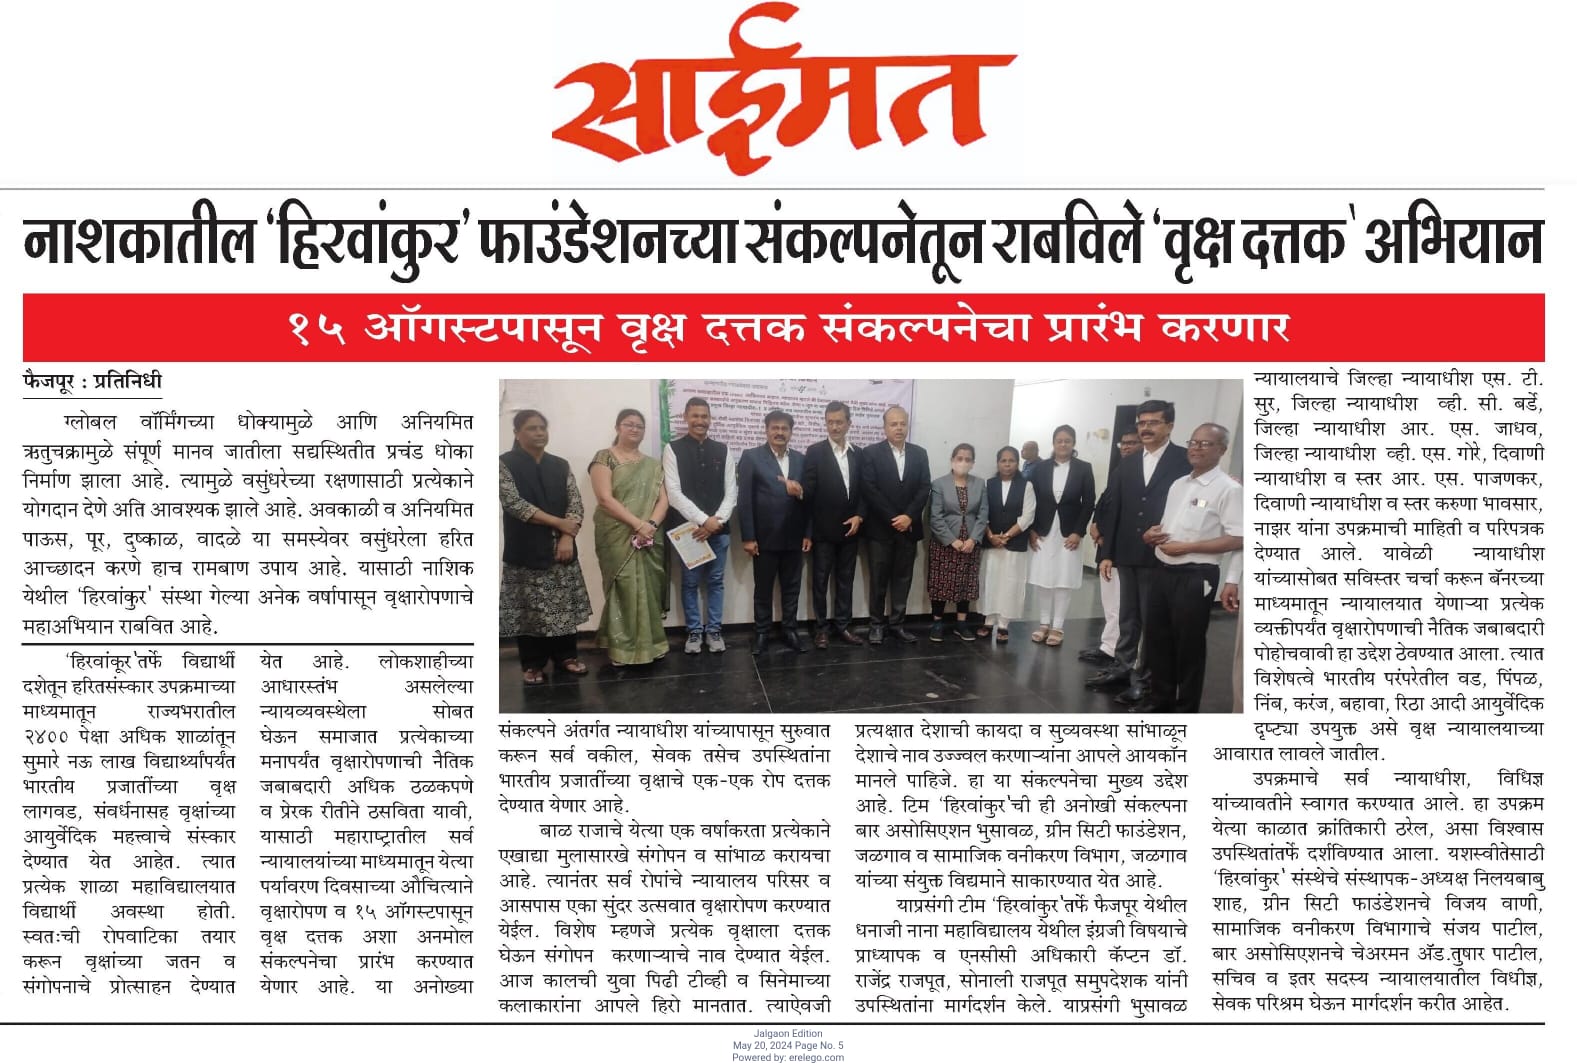 साईमत
नाशकातील ‘हिरवांकुर’ फाउंडेशनच्या संकल्पनेतून राबविले ‘वृक्ष दत्तक’ अभियान
१५ ऑगस्टपासून वृक्ष दत्तक संकल्पनेचा प्रारंभ करणार
फैजपूर : प्रतिनिधी
ग्लोबल वॉर्मिंगच्या धोक्यामुळे आणि अनियमित
ऋतुचक्रामुळे संपूर्ण मानव जातीला सद्यस्थितीत प्रचंड धोका
निर्माण झाला आहे. त्यामुळे वसुंधरेच्या रक्षणासाठी प्रत्येकाने
योगदान देणे अति आवश्यक झाले आहे. अवकाळी व अनियमित
पाऊस, पूर, दुष्काळ, वादळे या समस्येवर वसुंधरेला हरित
आच्छादन करणे हाच रामबाण उपाय आहे. यासाठी नाशिक
येथील ‘हिरवांकुर’ संस्था गेल्या अनेक वर्षापासून वृक्षारोपणाचे
महाअभियान राबवित आहे.
‘हिरवांकूर’तर्फे विद्यार्थी
दशेतून हरितसंस्कार उपक्रमाच्या
माध्यमातून राज्यभरातील
२४०० पेक्षा अधिक शाळांतून
सुमारे नऊ लाख विद्यार्थ्यांपर्यंत
भारतीय प्रजातींच्या वृक्ष
लागवड, संवर्धनासह वृक्षांच्या
आयुर्वेदिक महत्त्वाचे संस्कार
देण्यात येत आहेत. त्यात
प्रत्येक शाळा महाविद्यालयात
विद्यार्थी अवस्था होती.
स्वतःची रोपवाटिका तयार
करून वृक्षांच्या जतन व
संगोपनाचे प्रोत्साहन देण्यात
येत आहे. लोकशाहीच्या
आधारस्तंभ असलेल्या
न्यायव्यवस्थेला सोबत
घेऊन समाजात प्रत्येकाच्या
मनापर्यंत वृक्षारोपणाची नैतिक
जबाबदारी अधिक ठळकपणे
व प्रेरक रीतीने ठसविता यावी,
यासाठी महाराष्ट्रातील सर्व
न्यायालयांच्या माध्यमातून येत्या
पर्यावरण दिवसाच्या औचित्याने
वृक्षारोपण व १५ ऑगस्टपासून
वृक्ष दत्तक अशा अनमोल
संकल्पनेचा प्रारंभ करण्यात
येणार आहे. या अनोख्या
संकल्पने अंतर्गत न्यायाधीश यांच्यापासून सुरुवात
करून सर्व वकील, सेवक तसेच उपस्थितांना
भारतीय प्रजातींच्या वृक्षाचे एक-एक रोप दत्तक
देण्यात येणार आहे.
बाळ राजाचे येत्या एक वर्षाकरता प्रत्येकाने
एखाद्या मुलासारखे संगोपन व सांभाळ करायचा
आहे. त्यानंतर सर्व रोपांचे न्यायालय परिसर व
आसपास एका सुंदर उत्सवात वृक्षारोपण करण्यात
येईल. विशेष म्हणजे प्रत्येक वृक्षाला दत्तक
घेऊन संगोपन करणाऱ्याचे नाव देण्यात येईल.
आज कालची युवा पिढी टीव्ही व सिनेमाच्या
कलाकारांना आपले हिरो मानतात. त्याऐवजी
प्रत्यक्षात देशाची कायदा व सुव्यवस्था सांभाळून
देशाचे नाव उज्ज्वल करणाऱ्यांना आपले आयकॉन
मानले पाहिजे. हा या संकल्पनेचा मुख्य उद्देश
आहे. टिम ‘हिरवांकुर’ची ही अनोखी संकल्पना
बार असोसिएशन भुसावळ, ग्रीन सिटी फाउंडेशन,
जळगाव व सामाजिक वनीकरण विभाग, जळगाव
यांच्या संयुक्त विद्यमाने साकारण्यात येत आहे.
याप्रसंगी टीम ‘हिरवांकुर’तर्फे फैजपूर येथील
धनाजी नाना महाविद्यालय येथील इंग्रजी विषयाचे
प्राध्यापक व एनसीसी अधिकारी कॅप्टन डॉ.
राजेंद्र राजपूत, सोनाली राजपूत समुपदेशक यांनी
उपस्थितांना मार्गदर्शन केले. याप्रसंगी भुसावळ
न्यायालयाचे जिल्हा न्यायाधीश एस. टी.
सुर, जिल्हा न्यायाधीश व्ही. सी. बर्डे,
जिल्हा न्यायाधीश आर. एस. जाधव,
जिल्हा न्यायाधीश व्ही. एस. गोरे, दिवाणी
न्यायाधीश व स्तर आर. एस. पाजणकर,
दिवाणी न्यायाधीश व स्तर करुणा भावसार,
नाझर यांना उपक्रमाची माहिती व परिपत्रक
देण्यात आले. यावेळी न्यायाधीश
यांच्यासोबत सविस्तर चर्चा करून बॅनरच्या
माध्यमातून न्यायालयात येणाऱ्या प्रत्येक
व्यक्तीपर्यंत वृक्षारोपणाची नैतिक जबाबदारी
पोहोचवावी हा उद्देश ठेवण्यात आला. त्यात
विशेषत्वे भारतीय परंपरेतील वड, पिंपळ,
निंब, करंज, बहावा, रिठा आदी आयुर्वेदिक
दृष्ट्या उपयुक्त असे वृक्ष न्यायालयाच्या
आवारात लावले जातील.
उपक्रमाचे सर्व न्यायाधीश, विधिज्ञ
यांच्यावतीने स्वागत करण्यात आले. हा उपक्रम
येत्या काळात क्रांतिकारी ठरेल, असा विश्वास
उपस्थितांतर्फे दर्शविण्यात आला. यशस्वीतेसाठी
‘हिरवांकुर’ संस्थेचे संस्थापक-अध्यक्ष निलयबाबु
शाह, ग्रीन सिटी फाउंडेशनचे विजय वाणी,
सामाजिक वनीकरण विभागाचे संजय पाटील,
बार असोसिएशनचे चेअरमन ॲड.तुषार पाटील,
सचिव व इतर सदस्य न्यायालयातील विधीज्ञ,
सेवक परिश्रम घेऊन मार्गदर्शन करीत आहेत.
Jalgaon Edition
May 20, 2024 Page No. 5
Powered by: erelego.com